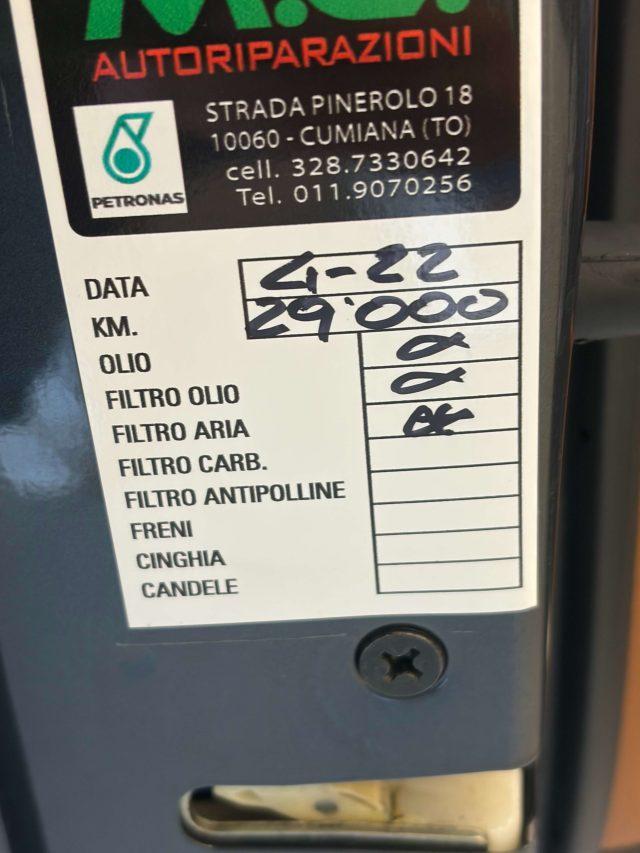 AUTORIPARAZIONI
STRADA PINEROLO 18
10060 - CUMIANA (TO)
cell. 328.7330642
Tel. 011.9070256
PETRONAS
DATA 4-22
KM. 29.000
OLIO
FILTRO OLIO
FILTRO ARIA
FILTRO CARB.
FILTRO ANTIPOLLINE
FRENI
CINGHIA
CANDELE